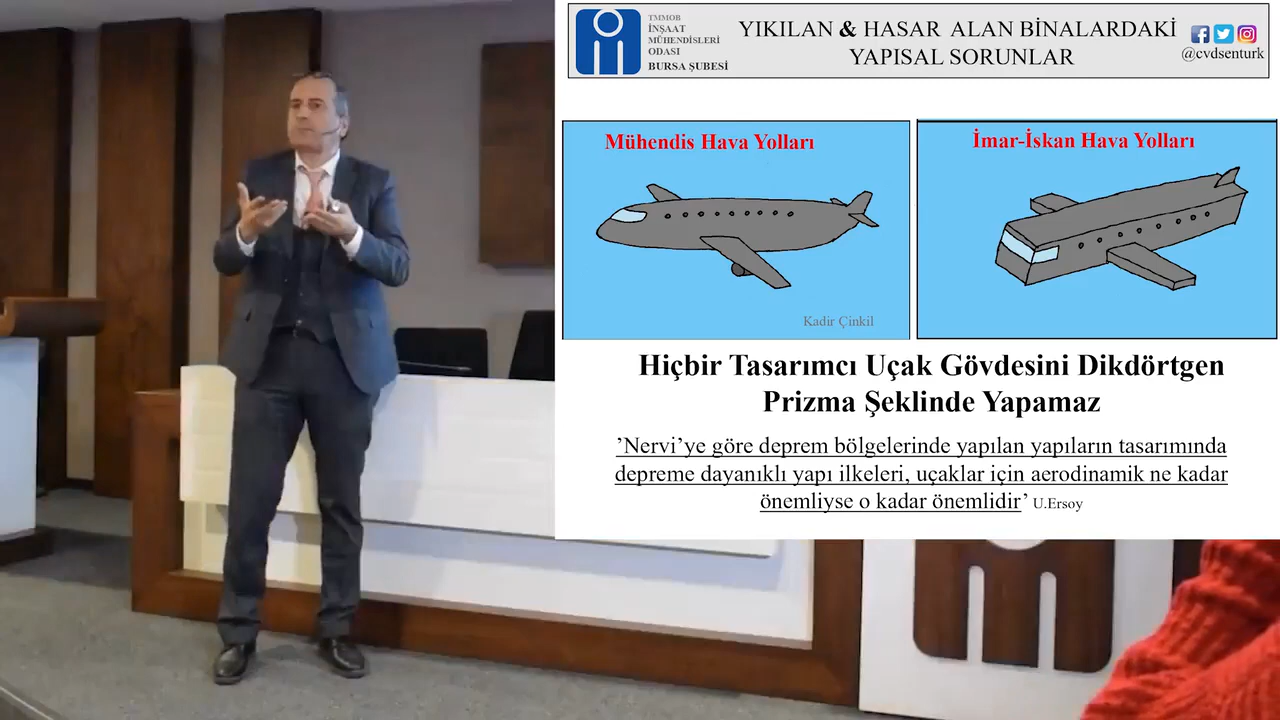 TMMOB
İNŞAAT
MÜHENDİSLERİ
ODASI
BURSA ŞUBESİ
YIKILAN & HASAR ALAN BİNALARDAKİ
YAPISAL SORUNLAR
@cvdsenturk
Mühendis Hava Yolları
Kadir Çinkil
İmar-İskan Hava Yolları
Hiçbir Tasarımcı Uçak Gövdesini Dikdörtgen
Prizma Şeklinde Yapamaz
’Nervi’ye göre deprem bölgelerinde yapılan yapıların tasarımında
depreme dayanıklı yapı ilkeleri, uçaklar için aerodinamik ne kadar
önemliyse o kadar önemlidir’ U.Ersoy